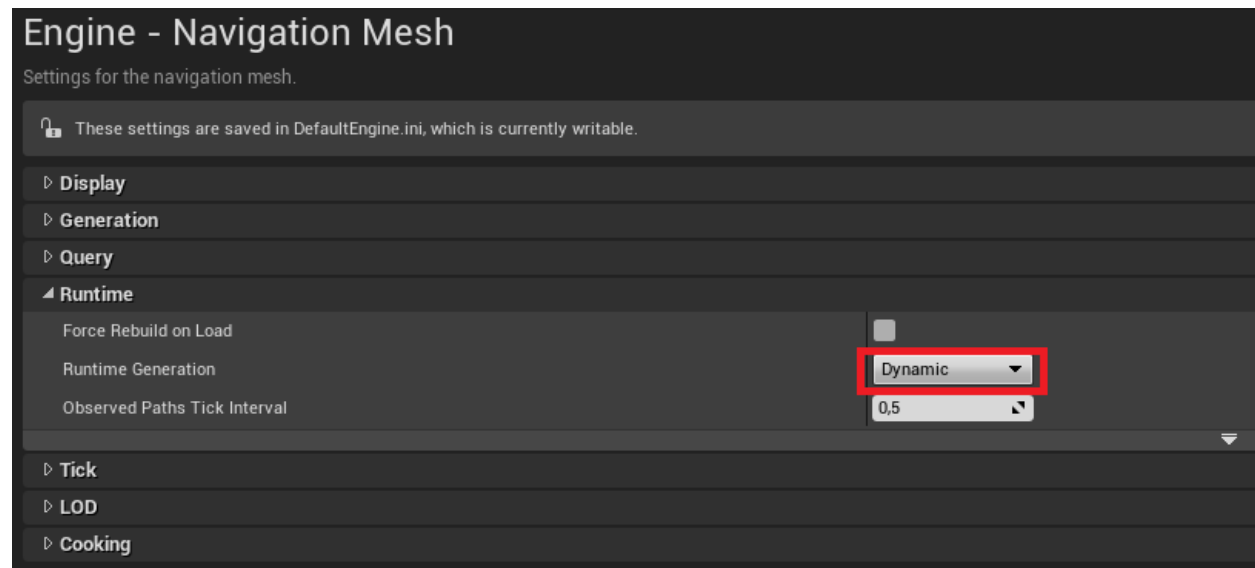 Engine - Navigation Mesh
Settings for the navigation mesh.
These settings are saved in DefaultEngine.ini, which is currently writable.
Display
Generation
Query
Runtime
Force Rebuild on Load
Runtime Generation Dynamic
Observed Paths Tick Interval 0,5
Tick
LOD
Cooking